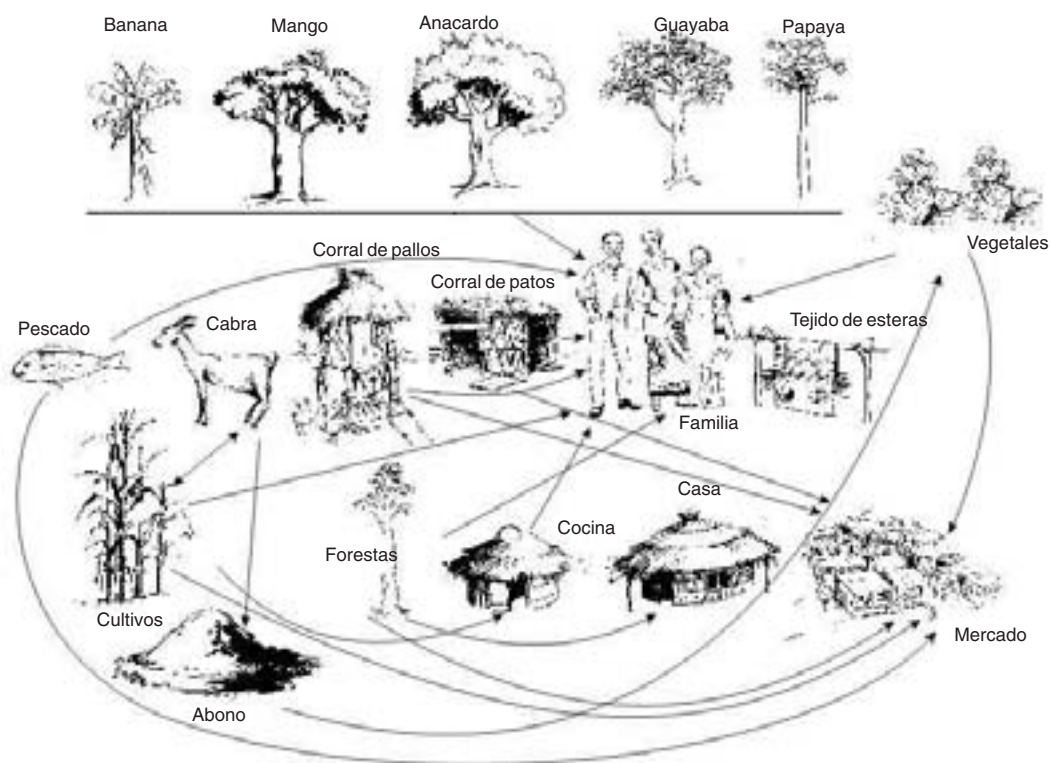 Banana
Mango
Anacardo
Guayaba
Papaya
Vegetales
Corral de pallos
Corral de patos
Pescado
Cabra
Tejido de esteras
Familia
Casa
Cocina
Forestas
Cultivos
Mercado
Abono